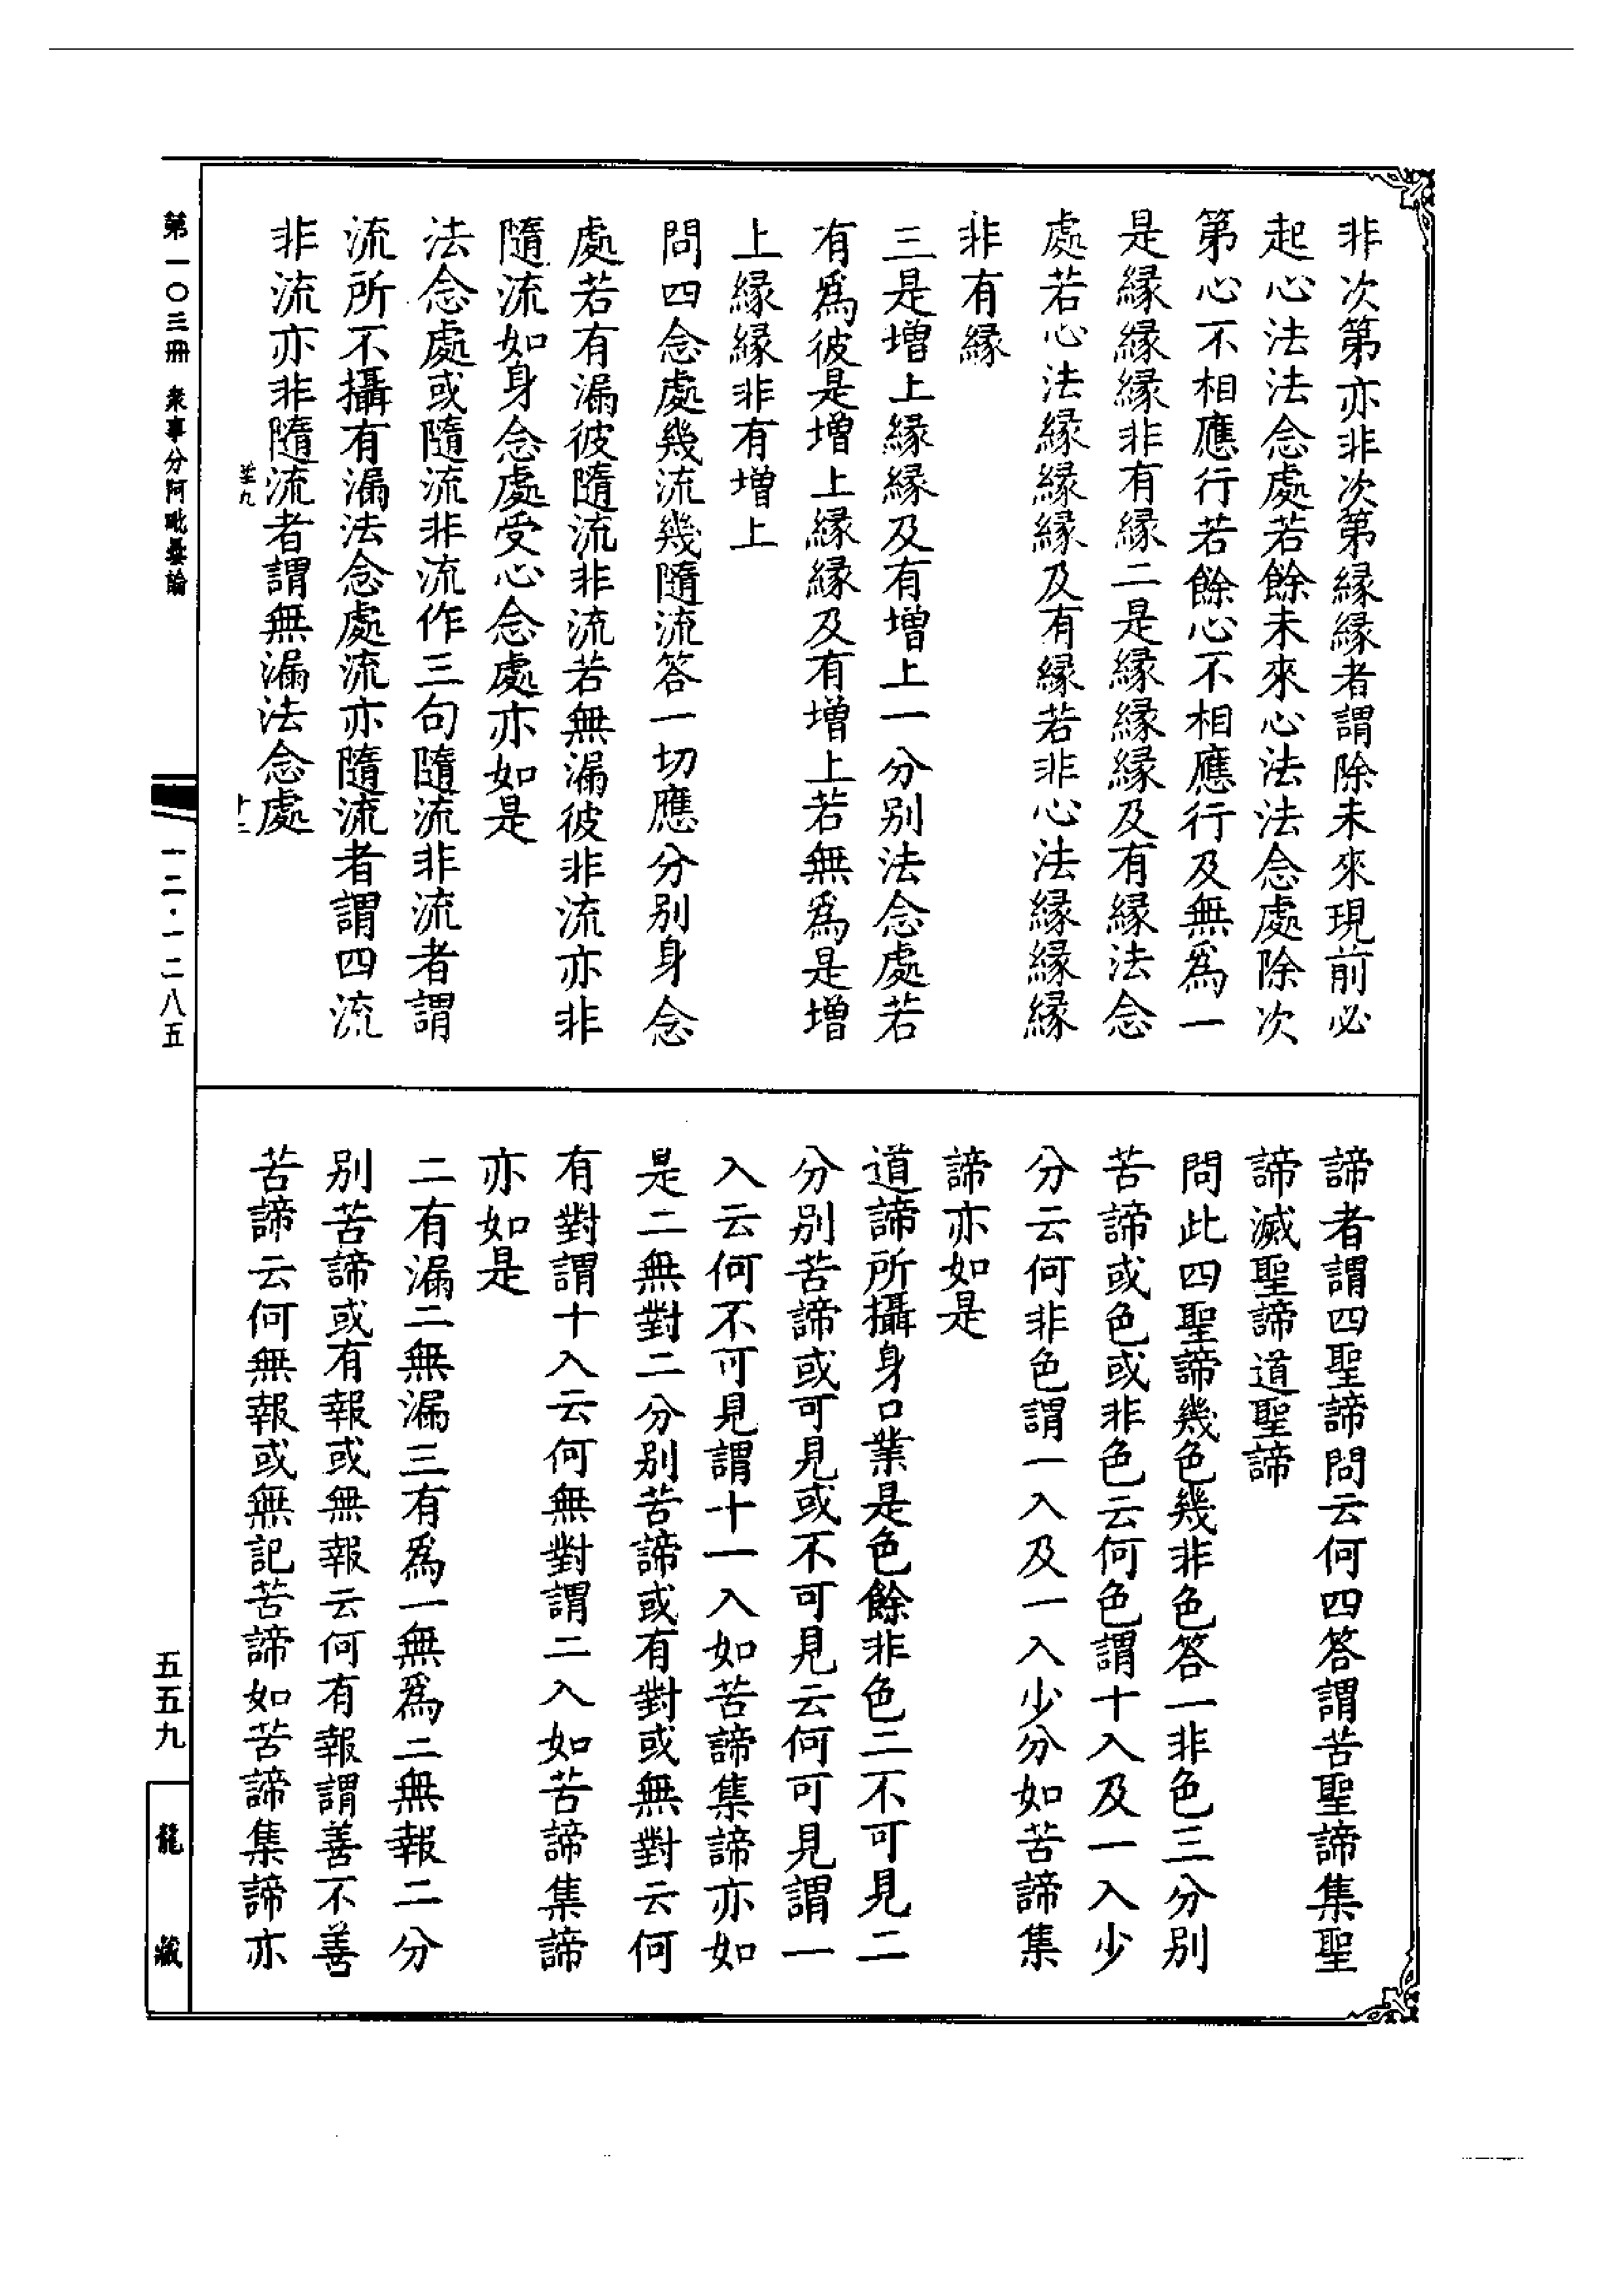 非次第亦非次第緣緣者謂除未來現前必
起心法法念處若餘未來心法法念處除次
第心不相應行若餘心不相應行及無爲一
是緣緣緣非有緣二是緣緣緣及有緣法念
處若心法緣緣緣及有緣若非心法緣緣緣
非有緣
三是增上緣緣及有增上一分別法念處若
有爲彼是增上緣緣及有增上若無爲是增
上緣緣非有增上
問四念處幾流幾隨流答一切應分別身念
處若有漏彼隨流非流若無漏彼非流亦非
隨流如身念處受心念處亦如是
法念處或隨流非流作三句隨流非流者謂
流所不攝有漏法念處流亦隨流者謂四流
非流亦非隨流者謂無漏法念處
諦者謂四聖諦問云何四答謂苦聖諦集聖
諦滅聖諦道聖諦
問此四聖諦幾色幾非色答一非色三分別
苦諦或色或非色云何色謂十入及一入少
分云何非色謂一入及一入少分如苦諦集
諦亦如是
道諦所攝身口業是色餘非色二不可見二
分別苦諦或可見或不可見云何可見謂一
入云何不可見謂十一入如苦諦集諦亦如
是二無對二分別苦諦或有對或無對云何
有對謂十入云何無對謂二入如苦諦集諦
亦如是
二有漏二無漏三有爲一無爲二無報二分
別苦諦或有報或無報云何有報謂善不善
苦諦云何無報或無記苦諦如苦諦集諦亦
第一〇三冊 衆事分阿毗曇論
一二·一二八五
五五九
龍藏